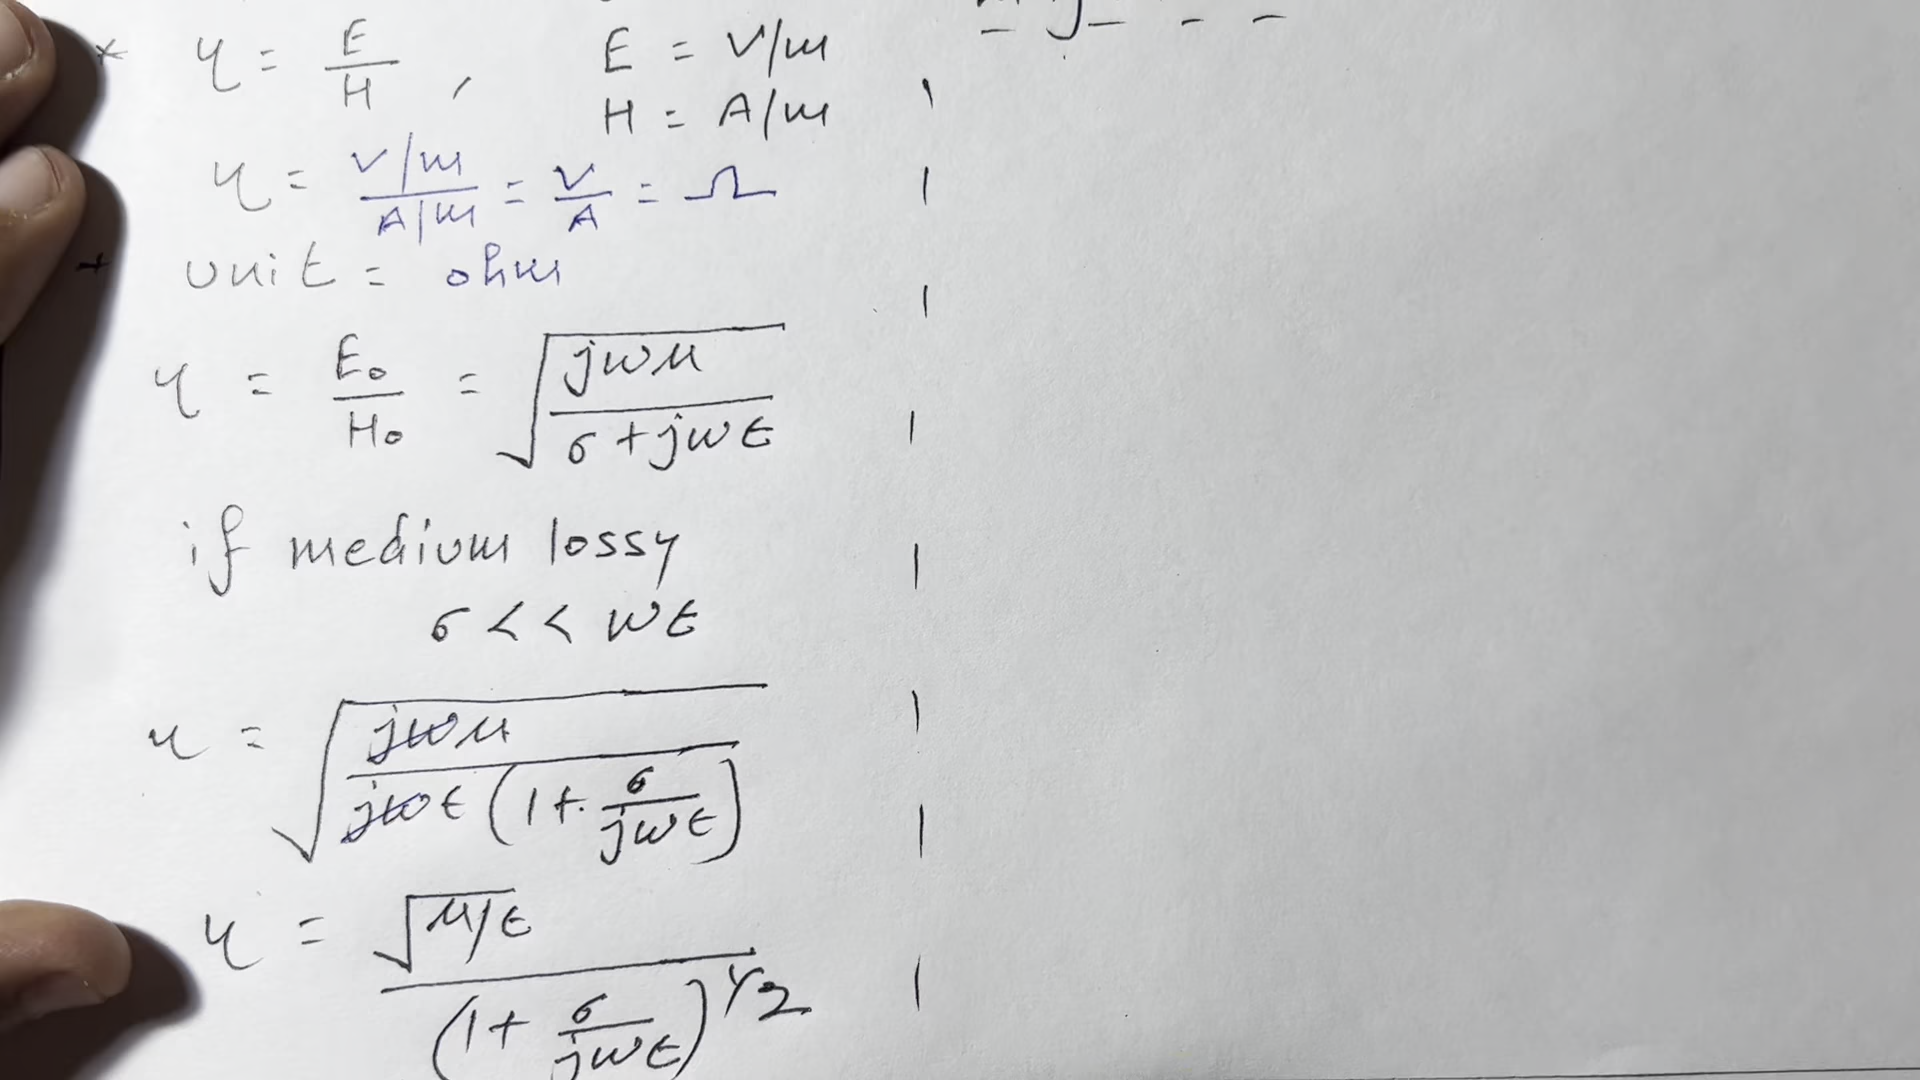 * η = E/H , E = V/m
H = A/m
η = (V/m)/(A/m) = V/A = Ω
* unit = ohm
η = E₀/H₀ = √(jωμ/(σ+jωϵ))
if medium lossy
σ << ωϵ
η = √(jωμ/(jωϵ(1+σ/(jωϵ))))
η = √(μ/ϵ)/(1+σ/(jωϵ))^1/2